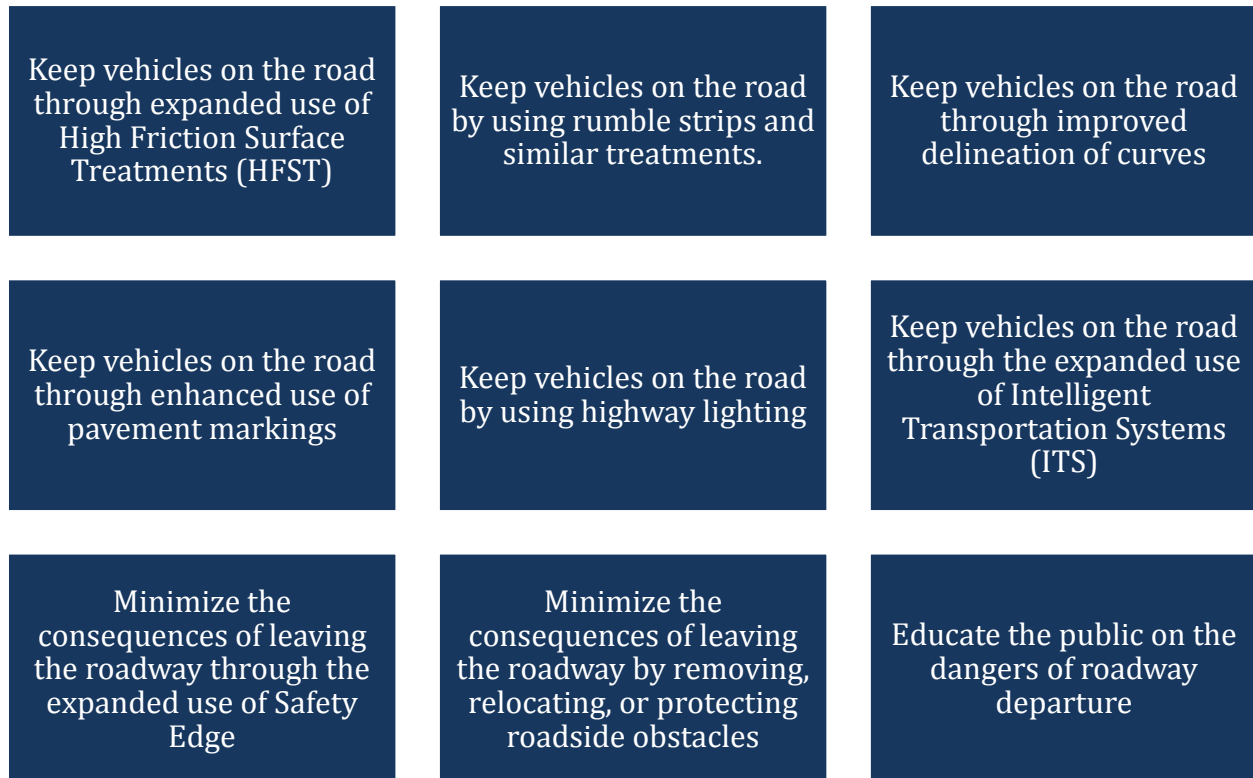 Keep vehicles on the road
through expanded use of
High Friction Surface
Treatments (HFST)
Keep vehicles on the road
by using rumble strips and
similar treatments.
Keep vehicles on the road
through improved
delineation of curves
Keep vehicles on the road
through enhanced use of
pavement markings
Keep vehicles on the road
by using highway lighting
Keep vehicles on the road
through the expanded use
of Intelligent
Transportation Systems
(ITS)
Minimize the
consequences of leaving
the roadway through the
expanded use of Safety
Edge
Minimize the
consequences of leaving
the roadway by removing,
relocating, or protecting
roadside obstacles
Educate the public on the
dangers of roadway
departure